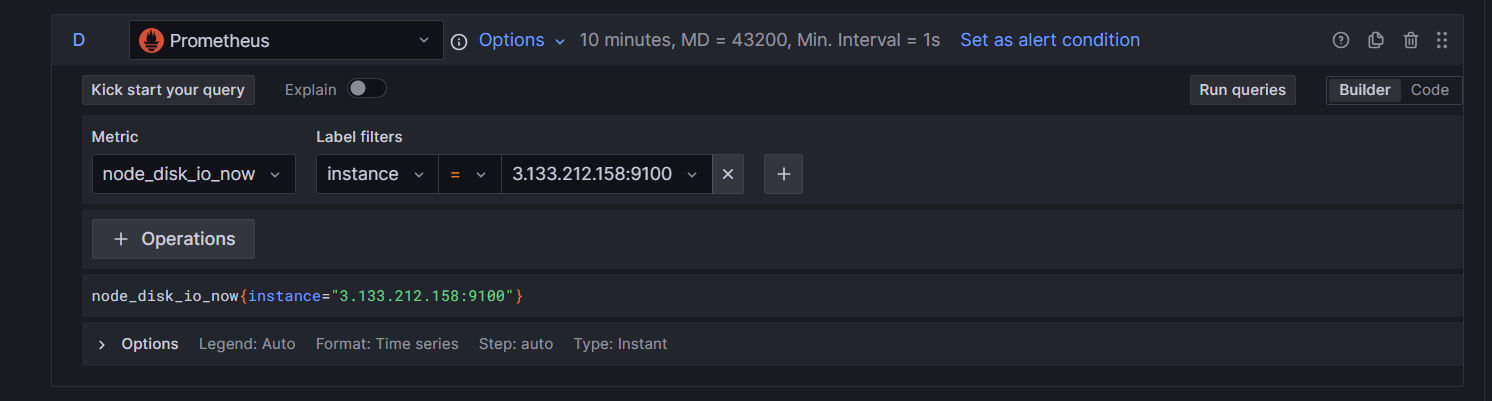 D Prometheus Options 10 minutes, MD = 43200, Min. Interval = 1s Set as alert condition
Kick start your query Explain Run queries Builder Code
Metric Label filters
node_disk_io_now instance = 3.133.212.158:9100
+ Operations
node_disk_io_now{instance="3.133.212.158:9100"}
Options Legend: Auto Format: Time series Step: auto Type: Instant